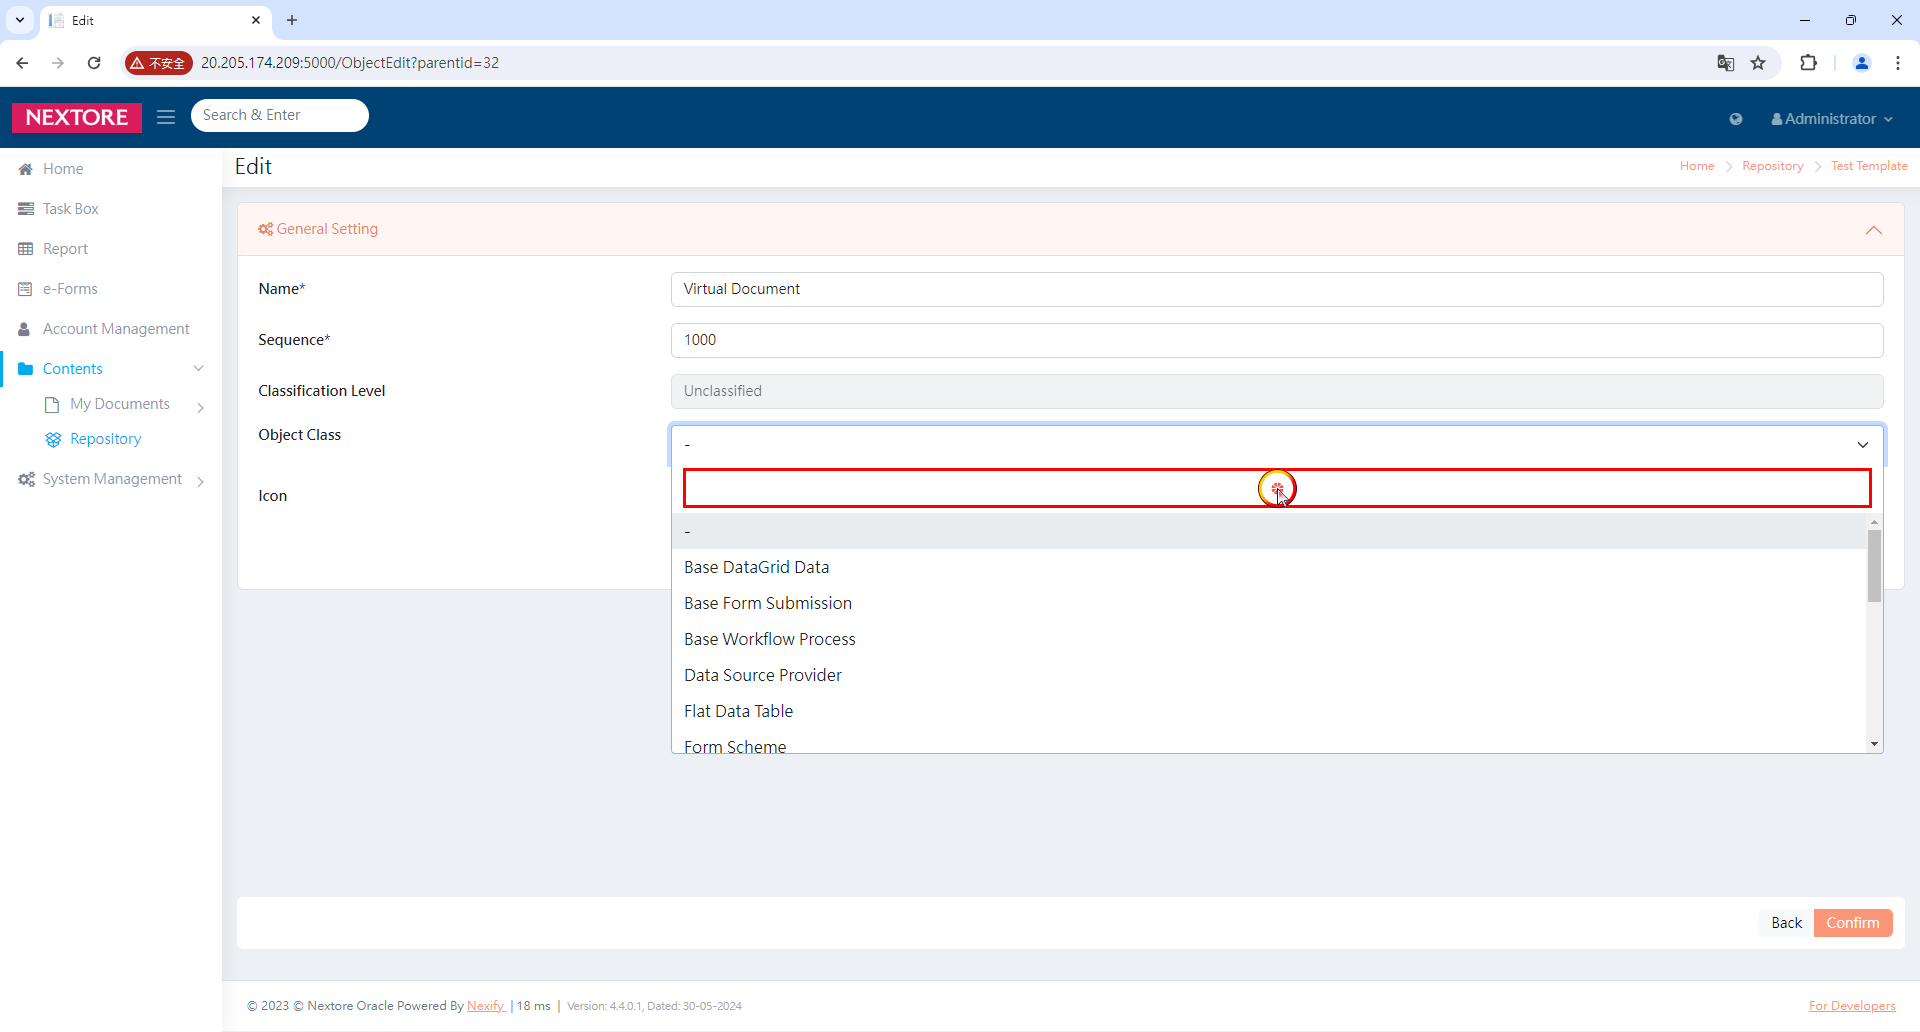 Edit
不安全
20.205.174.209:5000/ObjectEdit?parentid=32
NEXTORE
Search & Enter
Administrator
Home
Task Box
Report
e-Forms
Account Management
Contents
My Documents
Repository
System Management
Edit
Home
Repository
Test Template
General Setting
Name*
Virtual Document
Sequence*
1000
Classification Level
Unclassified
Object Class
-
Icon
-
Base DataGrid Data
Base Form Submission
Base Workflow Process
Data Source Provider
Flat Data Table
Form Scheme
Back
Confirm
© 2023 © Nextore Oracle Powered By Nexify | 18 ms | Version: 4.4.0.1, Dated: 30-05-2024
For Developers